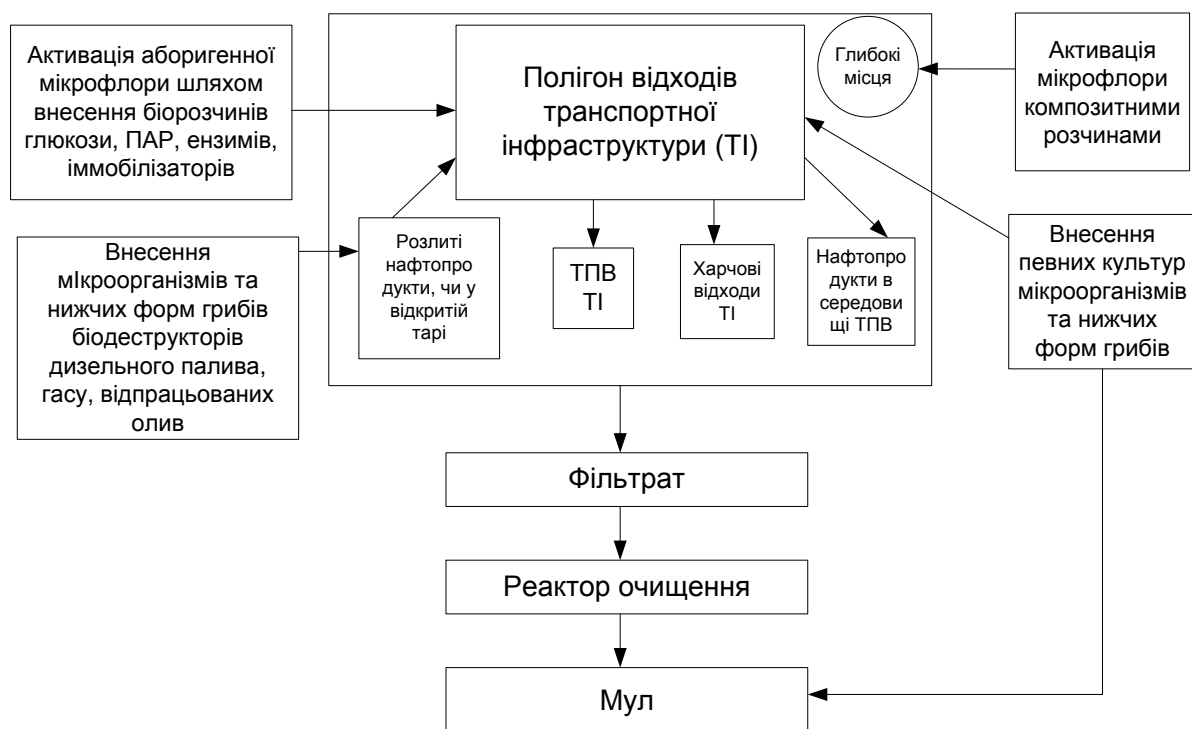 Активація аборигенної
мікрофлори шляхом
внесення біорозчинів
глюкози, ПАР, ензимів,
іммобілізаторів
Полігон відходів
транспортної
інфраструктури (ТІ)
Глибокі
місця
Активація
мікрофлори
композитними
розчинами
Внесення
мІкроорганізмів та
нижчих форм грибів
біодеструкторів
дизельного палива,
гасу, відпрацьованих
олив
Розлиті
нафтопро
дукти, чи у
відкритій
тарі
ТПВ
ТІ
Харчові
відходи
ТІ
Нафтопро
дукти в
середови
щі ТПВ
Внесення
певних культур
мікроорганізмів
та нижчих
форм грибів
Фільтрат
Реактор очищення
Мул